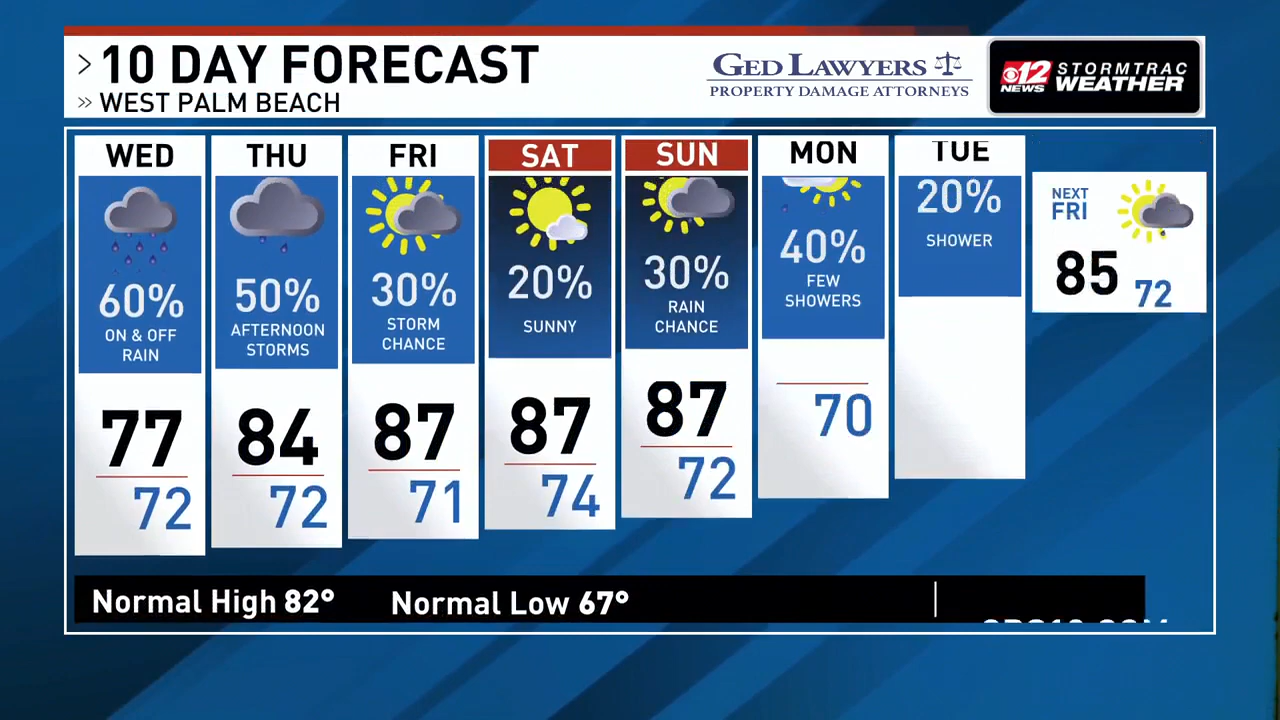 > 10 DAY FORECAST
» WEST PALM BEACH
GED LAWYERS
PROPERTY DAMAGE ATTORNEYS
12 NEWS
STORMTRAC
WEATHER
WED
60%
ON & OFF
RAIN
77
72
THU
50%
AFTERNOON
STORMS
84
72
FRI
30%
STORM
CHANCE
87
71
SAT
20%
SUNNY
87
74
SUN
30%
RAIN
CHANCE
87
72
MON
40%
FEW
SHOWERS
70
TUE
20%
SHOWER
NEXT
FRI
85 72
Normal High 82° Normal Low 67°